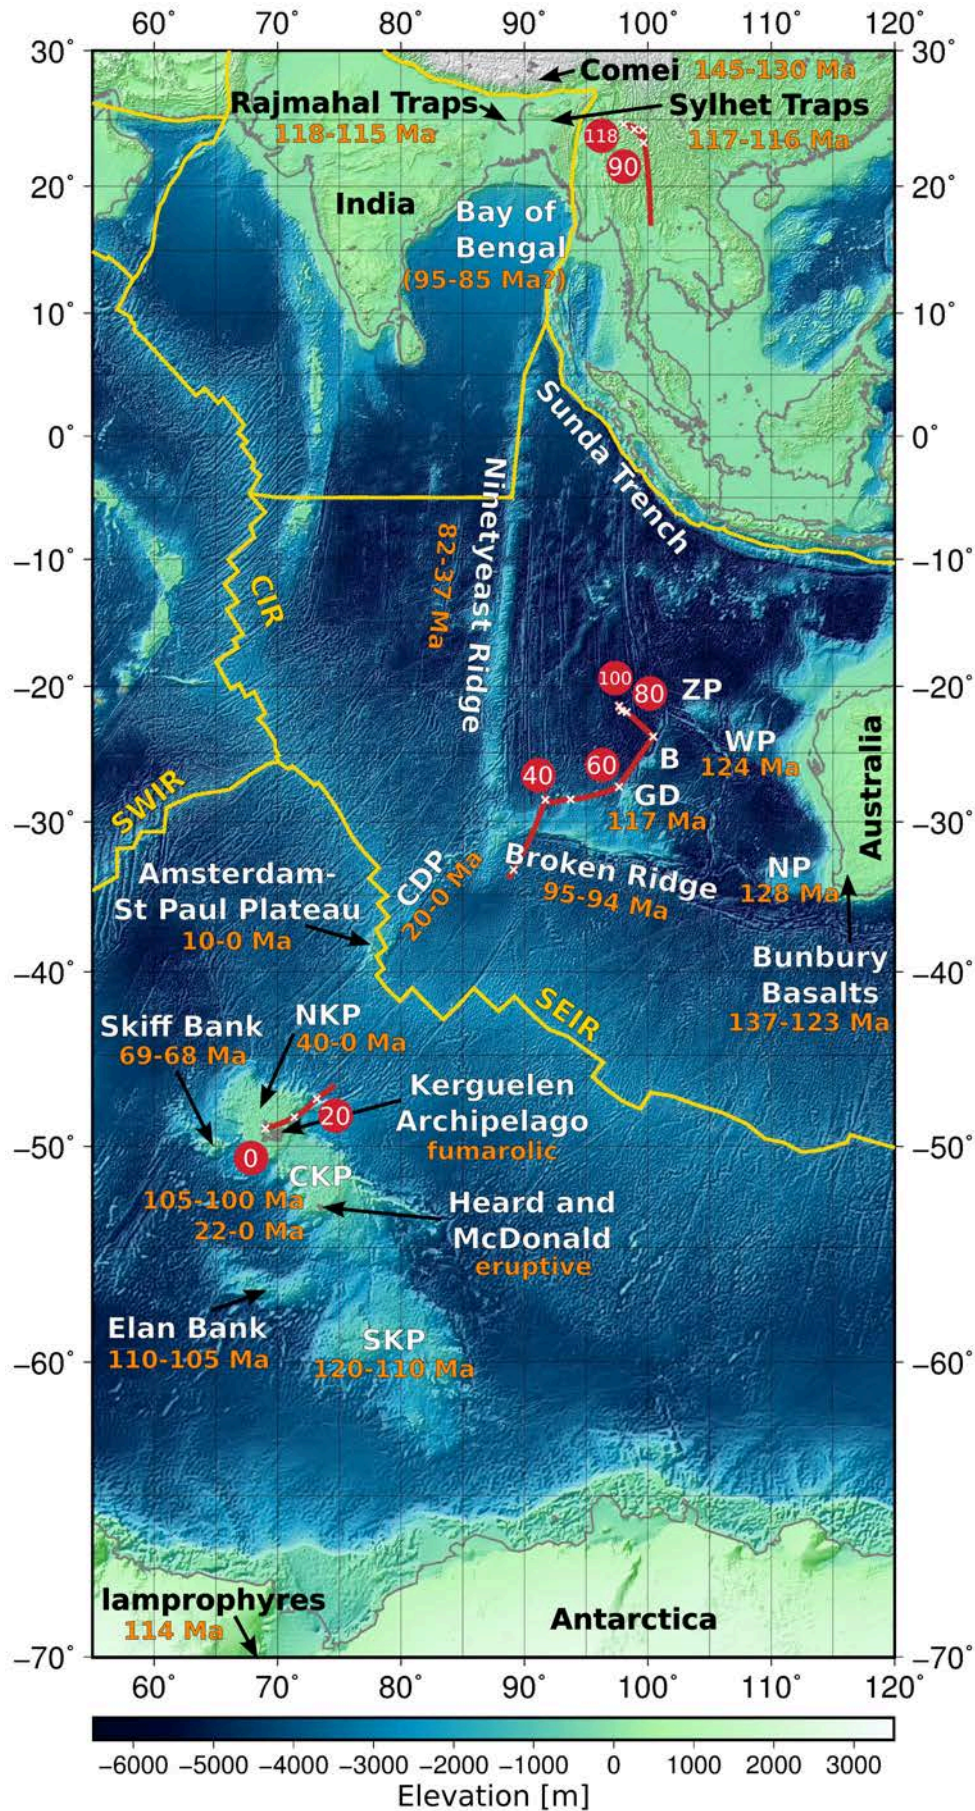 60° 70° 80° 90° 100° 110° 120°
30° 30°
Comei 145-130 Ma
Rajmahal Traps
118-115 Ma
Sylhet Traps
117-116 Ma
118
90
20° 20°
India
Bay of
Bengal
(95-85 Ma?)
10° 10°
Sunda Trench
0° 0°
Ninetyeast Ridge
82-37 Ma
−10° −10°
CIR
100
80
ZP
−20° −20°
WP
124 Ma
B
60
40
GD
117 Ma
Australia
SWIR
−30° −30°
Broken Ridge
95-94 Ma
NP
128 Ma
CDP
20-0 Ma
Amsterdam-
St Paul Plateau
10-0 Ma
Bunbury
Basalts
137-123 Ma
−40° −40°
SEIR
Skiff Bank
69-68 Ma
NKP
40-0 Ma
Kerguelen
Archipelago
fumarolic
20
0
−50° −50°
CKP
105-100 Ma
22-0 Ma
Heard and
McDonald
eruptive
Elan Bank
110-105 Ma
SKP
120-110 Ma
−60° −60°
lamprophyres
114 Ma
Antarctica
−70° −70°
60° 70° 80° 90° 100° 110° 120°
−6000 −5000 −4000 −3000 −2000 −1000 0 1000 2000 3000
Elevation [m]